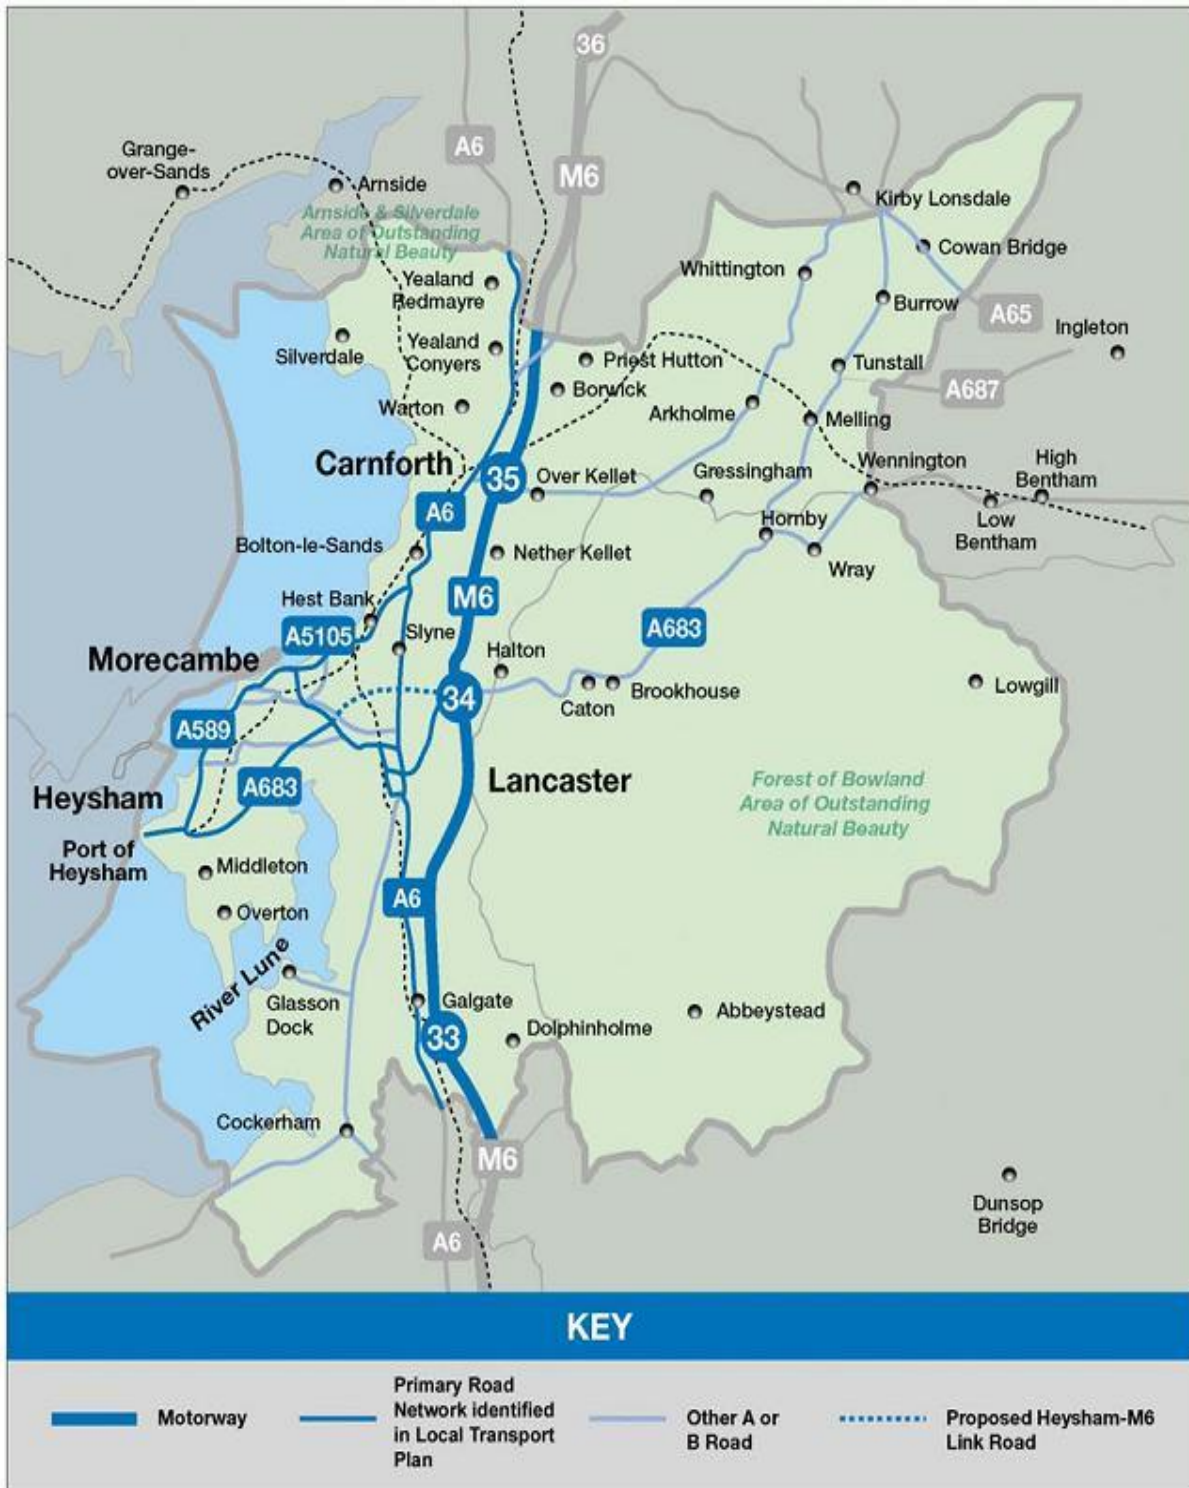 36
Grange-
over-Sands
A6
M6
Arnside
Arnside & Silverdale
Area of Outstanding
Natural Beauty
Kirby Lonsdale
Cowan Bridge
Whittington
Yealand
Redmayre
Burrow
A65
Ingleton
Silverdale
Yealand
Conyers
Priest Hutton
Tunstall
Borwick
A687
Warton
Arkholme
Melling
Carnforth
35
Over Kellet
Gressingham
Wennington
High
Bentham
A6
Hornby
Low
Bentham
Bolton-le-Sands
Nether Kellet
Wray
Hest Bank
M6
A5105
Slyne
A683
Morecambe
Halton
34
Caton
Brookhouse
Lowgill
A589
A683
Lancaster
Heysham
Forest of Bowland
Area of Outstanding
Natural Beauty
Port of
Heysham
Middleton
A6
Overton
River Lune
Glasson
Dock
Galgate
33
Dolphinholme
Abbeystead
Cockerham
M6
Dunsop
Bridge
A6
KEY
Motorway
Primary Road
Network identified
in Local Transport
Plan
Other A or
B Road
Proposed Heysham-M6
Link Road